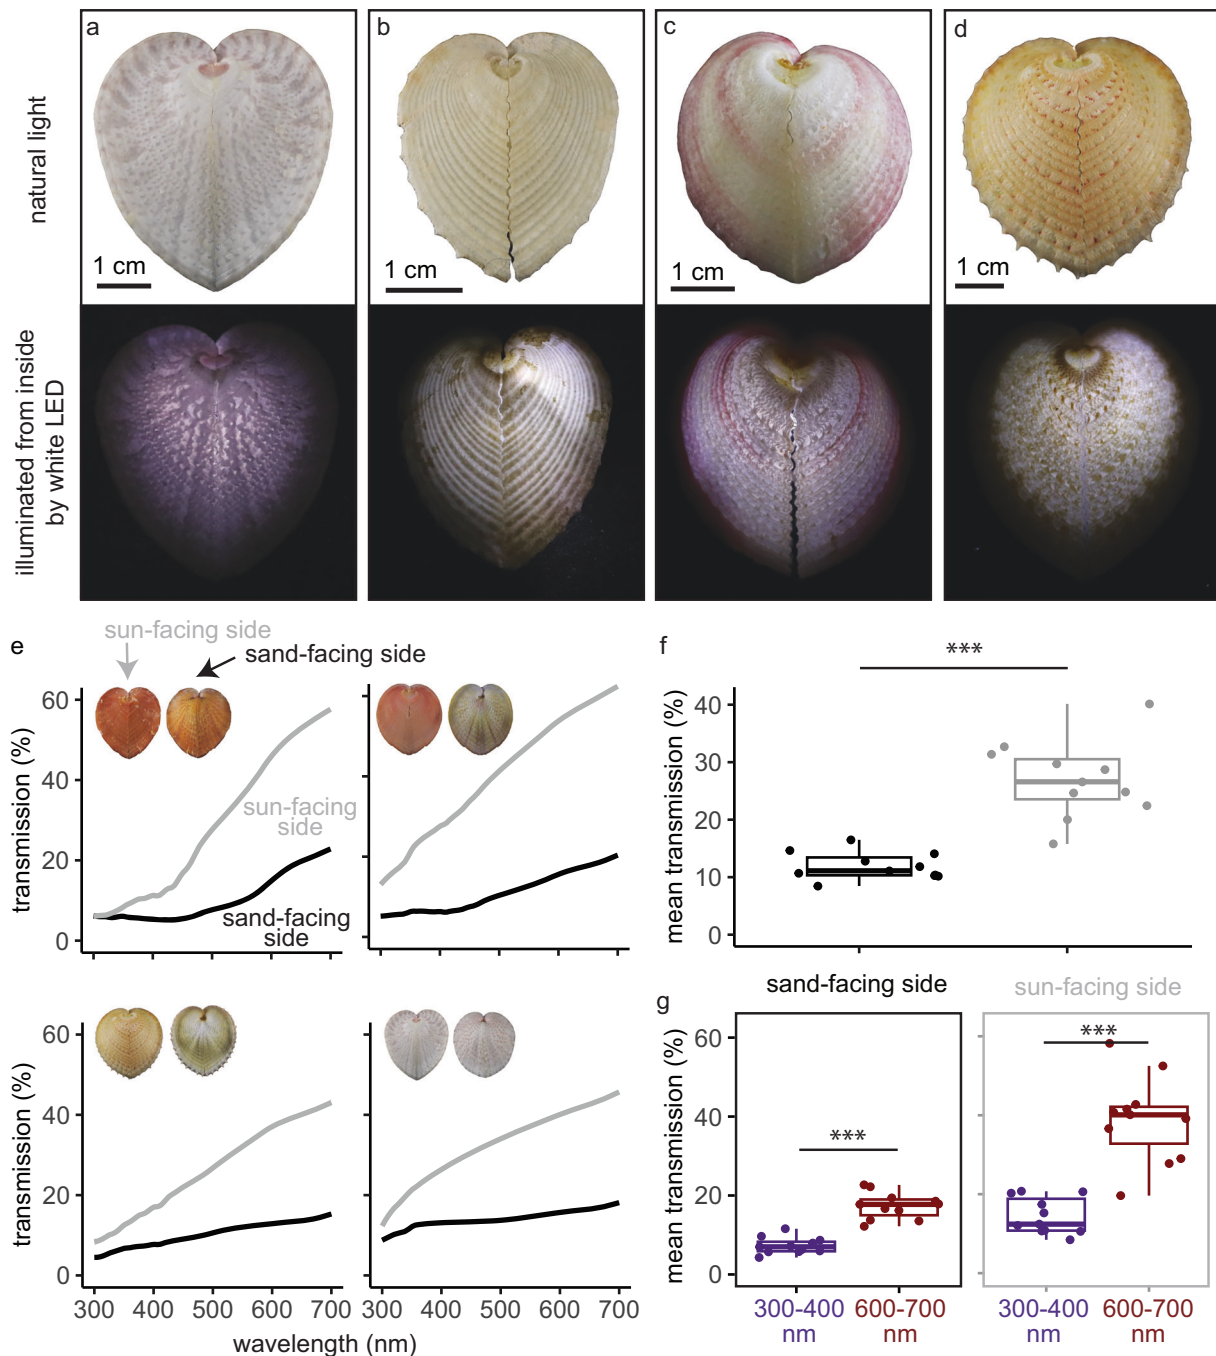 a
b
c
d
natural light
1 cm
1 cm
1 cm
1 cm
illuminated from inside
by white LED
e
sun-facing side
sand-facing side
transmission (%)
60
40
20
0
sun-facing
side
sand-facing
side
transmission (%)
60
40
20
0
300 400 500 600 700
300 400 500 600 700
wavelength (nm)
f
***
mean transmission (%)
40
30
20
10
0
sand-facing side
sun-facing side
g
mean transmission (%)
60
40
20
0
***
***
300-400
nm
600-700
nm
300-400
nm
600-700
nm